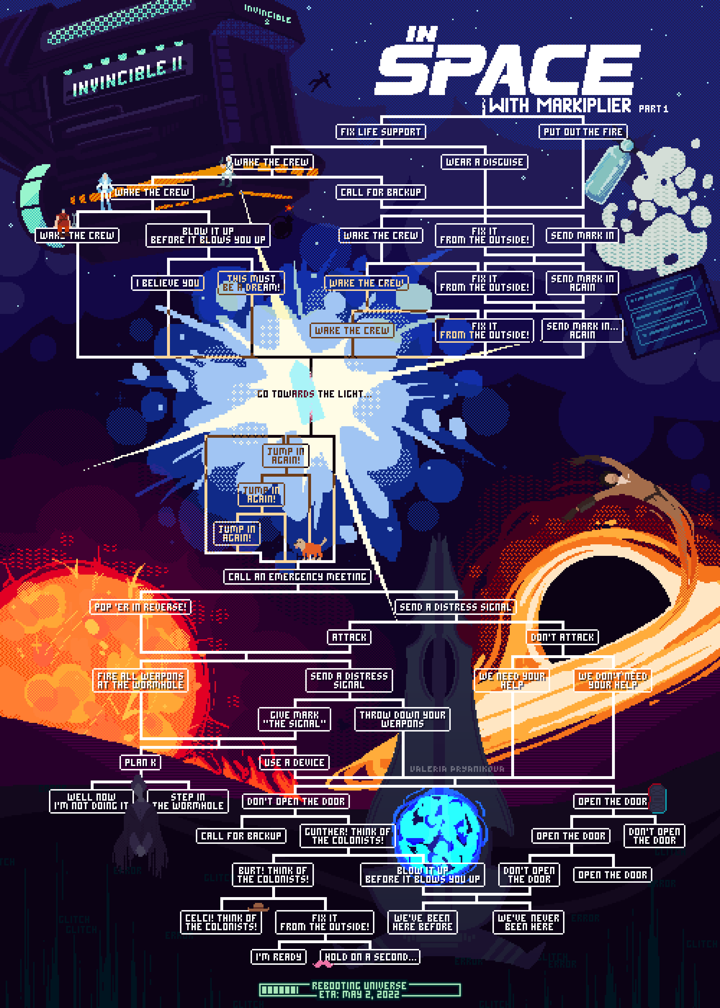 INVINCIBLE
2
INVINCIBLE II
IN
SPACE
WITH MARKIPLIER PART 1
FIX LIFE SUPPORT
PUT OUT THE FIRE
WAKE THE CREW
WEAR A DISGUISE
WAKE THE CREW
CALL FOR BACKUP
WAKE THE CREW
BLOW IT UP
BEFORE IT BLOWS YOU UP
WAKE THE CREW
FIX IT
FROM THE OUTSIDE!
SEND MARK IN
I BELIEVE YOU
THIS MUST
BE A DREAM!
WAKE THE CREW
FIX IT
FROM THE OUTSIDE!
SEND MARK IN
AGAIN
WAKE THE CREW
FIX IT
FROM THE OUTSIDE!
SEND MARK IN...
AGAIN
GO TOWARDS THE LIGHT...
JUMP IN
AGAIN!
JUMP IN
AGAIN!
JUMP IN
AGAIN!
CALL AN EMERGENCY MEETING
POP 'ER IN REVERSE!
SEND A DISTRESS SIGNAL
ATTACK
DON'T ATTACK
FIRE ALL WEAPONS
AT THE WORMHOLE
SEND A DISTRESS
SIGNAL
WE NEED YOUR
HELP
WE DON'T NEED
YOUR HELP
GIVE MARK
"THE SIGNAL"
THROW DOWN YOUR
WEAPONS
PLAN K
USE A DEVICE
VALERIA PRYANIKOVA
WELL NOW
I'M NOT DOING IT
STEP IN
THE WORMHOLE
DON'T OPEN THE DOOR
OPEN THE DOOR
CALL FOR BACKUP
GUNTHER! THINK OF
THE COLONISTS!
OPEN THE DOOR
DON'T OPEN
THE DOOR
BURT! THINK OF
THE COLONISTS!
BLOW IT UP
BEFORE IT BLOWS YOU UP
DON'T OPEN
THE DOOR
OPEN THE DOOR
CELCI! THINK OF
THE COLONISTS!
FIX IT
FROM THE OUTSIDE!
WE'VE BEEN
HERE BEFORE
WE'VE NEVER
BEEN HERE
GLITCH
GLITCH
I'M READY
HOLD ON A SECOND...
REBOOTING UNIVERSE
ETA: MAY 2, 2022